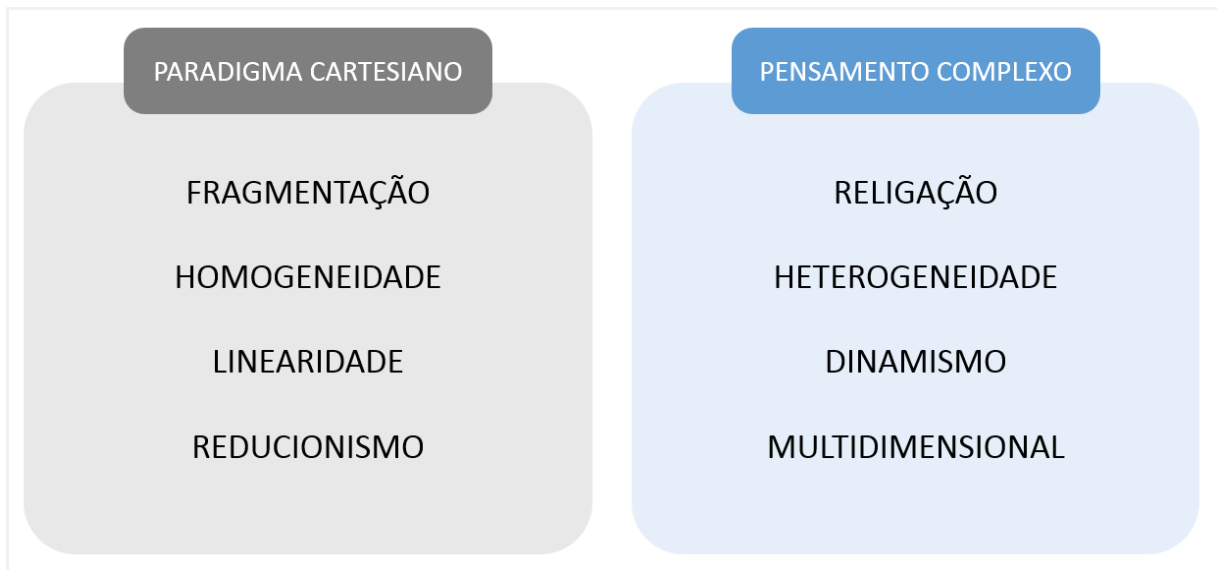 PARADIGMA CARTESIANO
FRAGMENTAÇÃO
HOMOGENEIDADE
LINEARIDADE
REDUCIONISMO
PENSAMENTO COMPLEXO
RELIGAÇÃO
HETEROGENEIDADE
DINAMISMO
MULTIDIMENSIONAL